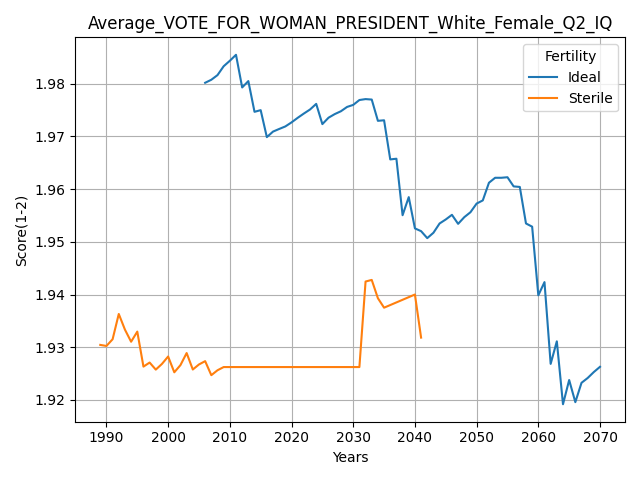 Average_VOTE_FOR_WOMAN_PRESIDENT_White_Female_Q2_IQ
Fertility
Ideal
Sterile
Score(1-2)
1.98
1.97
1.96
1.95
1.94
1.93
1.92
1990 2000 2010 2020 2030 2040 2050 2060 2070
Years